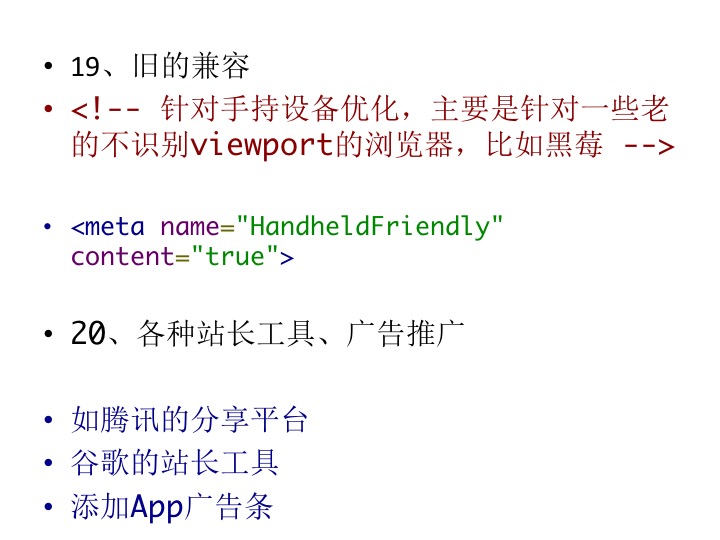 • 19、旧的兼容
• <!-- 针对手持设备优化，主要是针对一些老
的不识别viewport的浏览器，比如黑莓 -->
• <meta name="HandheldFriendly"
content="true">
• 20、各种站长工具、广告推广
• 如腾讯的分享平台
• 谷歌的站长工具
• 添加App广告条